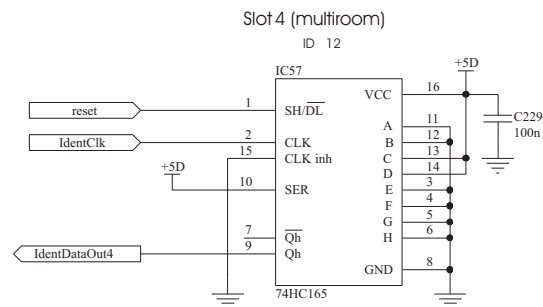 Slot 4 (multiroom)
ID 12
IC57
+5D
VCC 16
reset
1 SH/DL
C229
100n
A 11
IdentClk
2 CLK
B 12
15 CLK inh
C 13
+5D
D 14
10 SER
E 3
F 4
G 5
7 Qh
H 6
IdentDataOut4
9 Qh
GND 8
74HC165